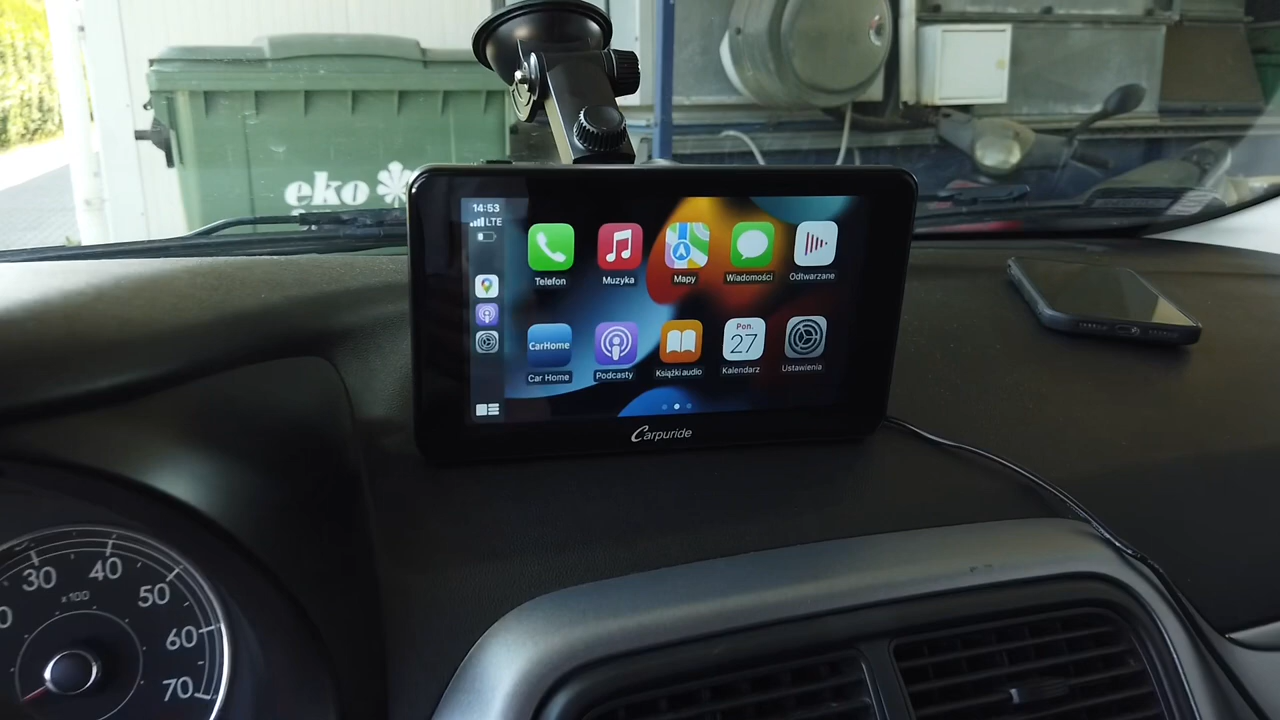 eko
14:53
LTE
Telefon
Muzyka
Mapy
Wiadomości
Odtwarzane
CarHome
Pon.
27
Car Home
Podcasty
Książki audio
Kalendarz
Ustawienia
Carpuride
30
40
50
x100
60
70